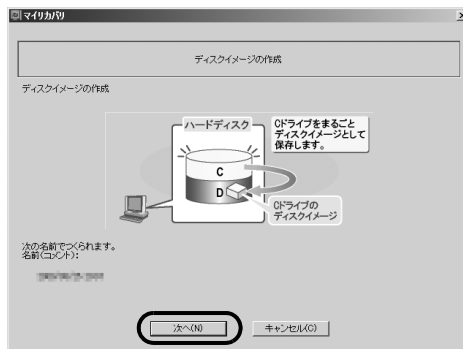 マイリカバリ
ディスクイメージの作成
ディスクイメージの作成
ハードディスク
Cドライブをまるごと
ディスクイメージとして
保存します。
C
D
Cドライブの
ディスクイメージ
次の名前でつくられます。
名前(コメント):
次へ(N)
キャンセル(C)